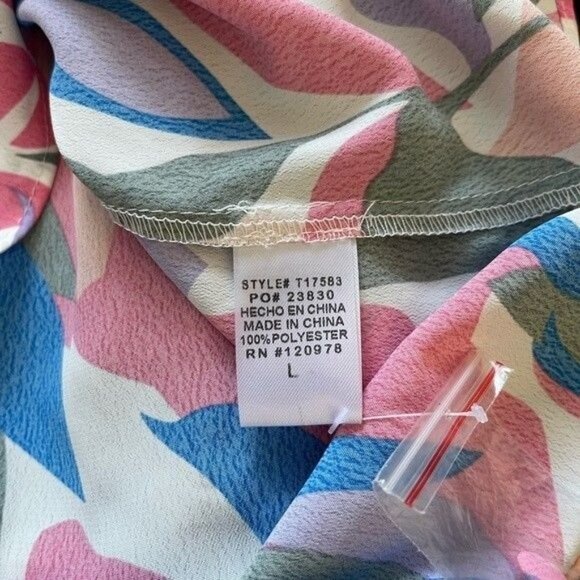 STYLE# T17583
PO# 23830
HECHO EN CHINA
MADE IN CHINA
100%POLYESTER
RN #120978
L